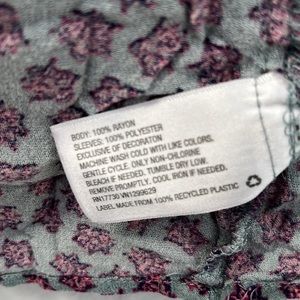 BODY: 100% RAYON
SLEEVES: 100% POLYESTER
EXCLUSIVE OF DECORATION
MACHINE WASH COLD WITH LIKE COLORS.
GENTLE CYCLE. ONLY NON-CHLORINE
BLEACH IF NEEDED. TUMBLE DRY LOW.
REMOVE PROMPTLY. COOL IRON IF NEEDED.
RN17730 VN1299629
LABEL MADE FROM 100% RECYCLED PLASTIC